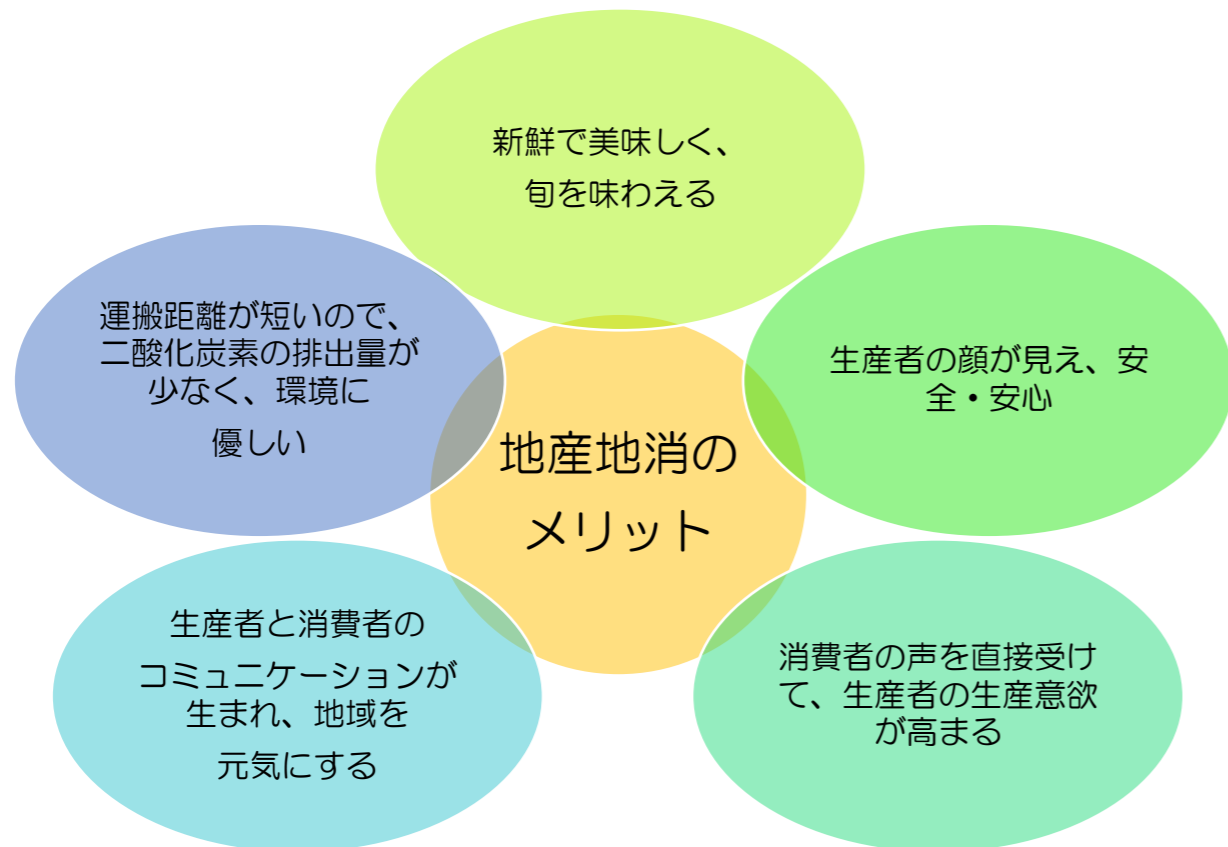 新鮮で美味しく、
旬を味わえる
運搬距離が短いので、
二酸化炭素の排出量が
少なく、環境に
優しい
生産者の顔が見え、安
全・安心
地産地消の
メリット
生産者と消費者の
コミュニケーションが
生まれ、地域を
元気にする
消費者の声を直接受け
て、生産者の生産意欲
が高まる